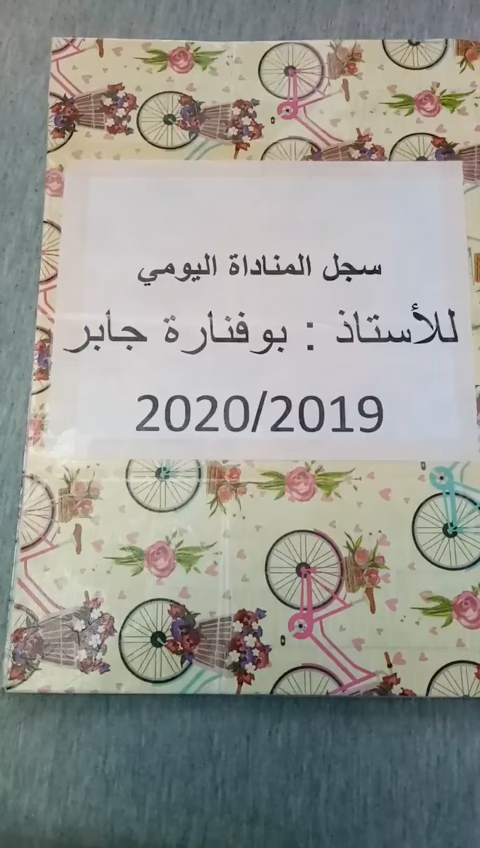 سجل المناداة اليومي
للأستاذ : بوفنارة جابر
2020/2019